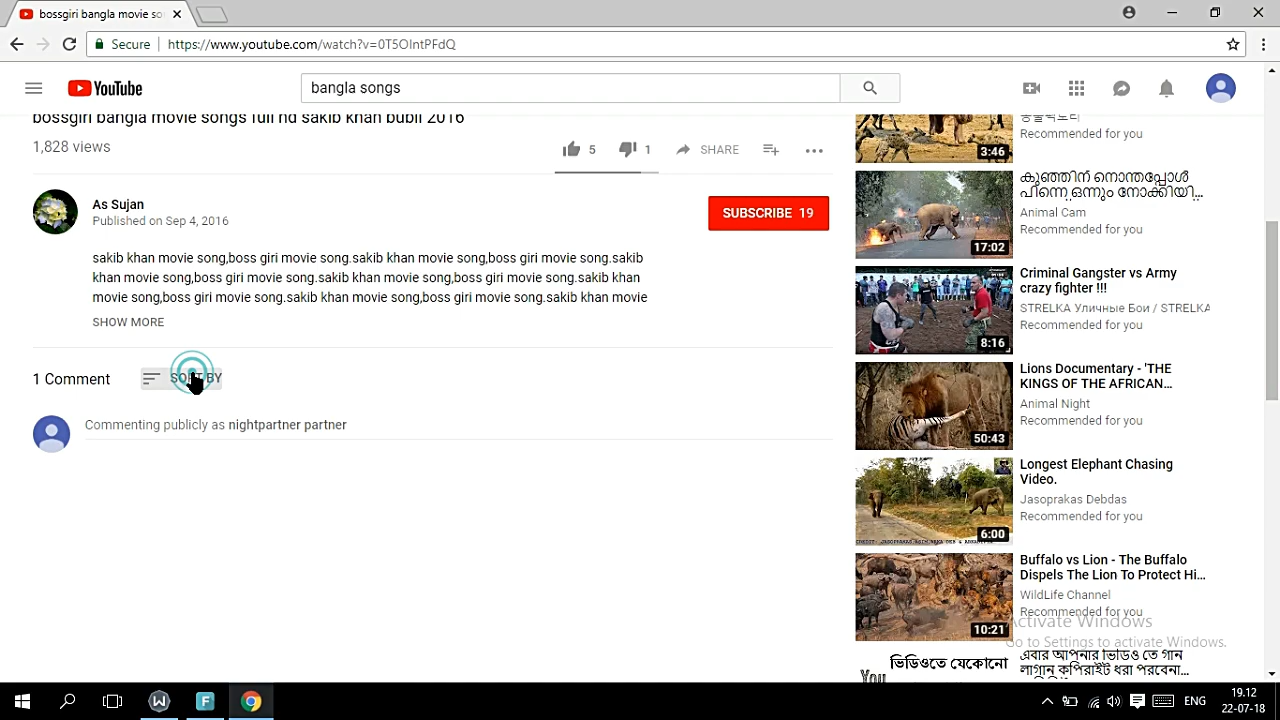 bossgiri bangla movie so
Secure
https://www.youtube.com/watch?v=0T5OIntPFdQ
YouTube
bangla songs
bossgiri bangla movie songs full hd sakib khan bubli 2016
1,828 views
5
1
SHARE
As Sujan
Published on Sep 4, 2016
SUBSCRIBE 19
sakib khan movie song,boss giri movie song.sakib khan movie song,boss giri movie song.sakib
khan movie song,boss giri movie song.sakib khan movie song,boss giri movie song.sakib khan
movie song,boss giri movie song.sakib khan movie song,boss giri movie song.sakib khan movie
SHOW MORE
1 Comment
SORT BY
Commenting publicly as nightpartner partner
Recommended for you
3:46
കുഞ്ഞിന് നൊന്തപ്പോൾ
പിന്നെ ഒന്നും നോക്കിയി...
Animal Cam
Recommended for you
17:02
Criminal Gangster vs Army
crazy fighter !!!
STRELKA Уличные Бои / STRELKA
Recommended for you
8:16
Lions Documentary - 'THE
KINGS OF THE AFRICAN...
Animal Night
Recommended for you
50:43
Longest Elephant Chasing
Video.
Jasoprakas Debdas
Recommended for you
6:00
Buffalo vs Lion - The Buffalo
Dispels The Lion To Protect Hi...
WildLife Channel
Recommended for you
10:21
Activate Windows
Go to Settings to activate Windows.
ভিডিওতে যেকোনো
You
এবার আপনার ভিডিও তে গান
লাগান কপিরাইট ধরা পরবেনা...
ENG
19.12
22-07-18